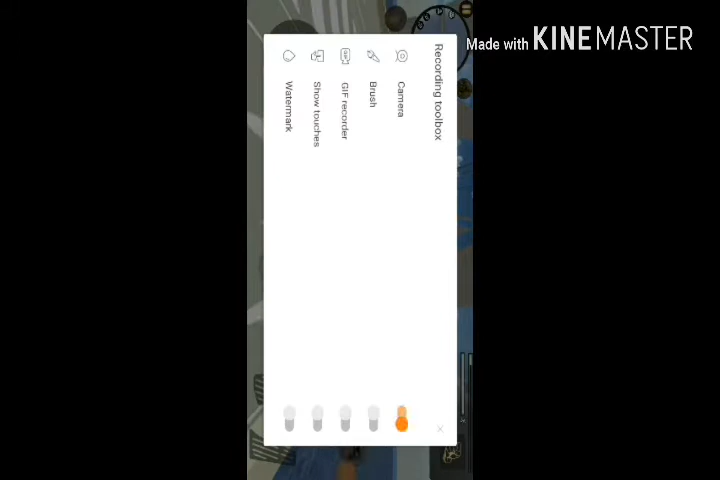 Made with KINEMASTER
Recording toolbox
Camera
Brush
GIF recorder
Show touches
Watermark